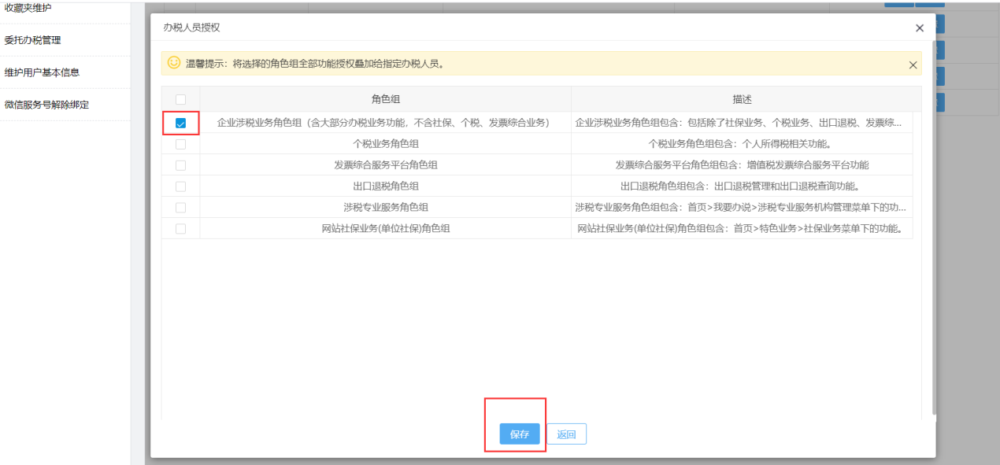 收藏夹维护
委托办税管理
维护用户基本信息
微信服务号解除绑定
办税人员授权
温馨提示：将选择的角色组全部功能授权叠加给指定办税人员。
角色组 描述
企业涉税业务角色组（含大部分办税业务功能，不含社保、个税、发票综合业务） 企业涉税业务角色组包含：包括除了社保业务、个税业务、出口退税、发票综...
个税业务角色组 个税业务角色组包含：个人所得税相关功能。
发票综合服务平台角色组 发票综合服务平台角色组包含：增值税发票综合服务平台功能
出口退税角色组 出口退税角色组包含：出口退税管理和出口退税查询功能。
涉税专业服务角色组 涉税专业服务角色组包含：首页>我要办说>涉税专业服务机构管理菜单下的功...
网站社保业务(单位社保)角色组 网站社保业务(单位社保)角色组包含：首页>特色业务>社保业务菜单下的功能。
保存 返回